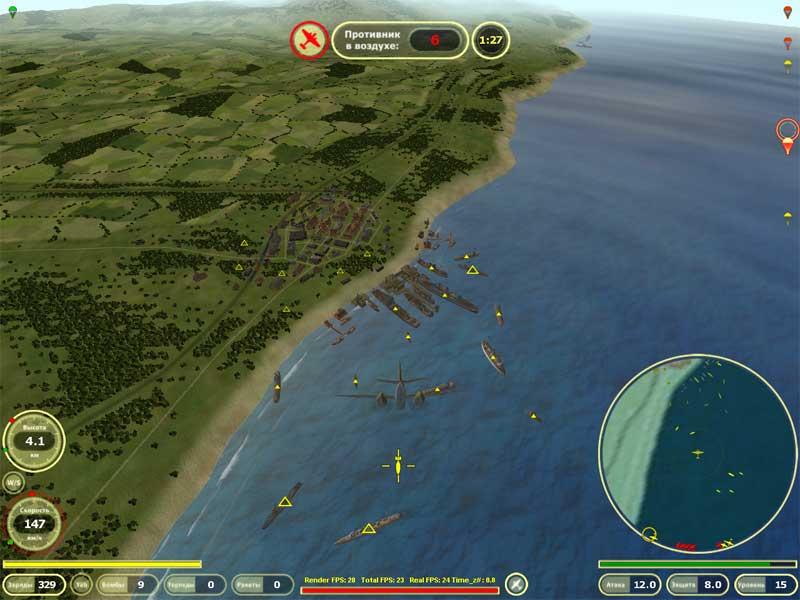 Противник
в воздухе:
6
1:27
Высота
4.1
км
W/S
Скорость
147
км/ч
Заряды 329
Tab
Бомбы 9
Торпеды 0
Ракеты 0
Render FPS: 28 Total FPS: 23 Real FPS: 24 Time_z#: 0.8
Атака 12.0
Защита 8.0
Уровень 15